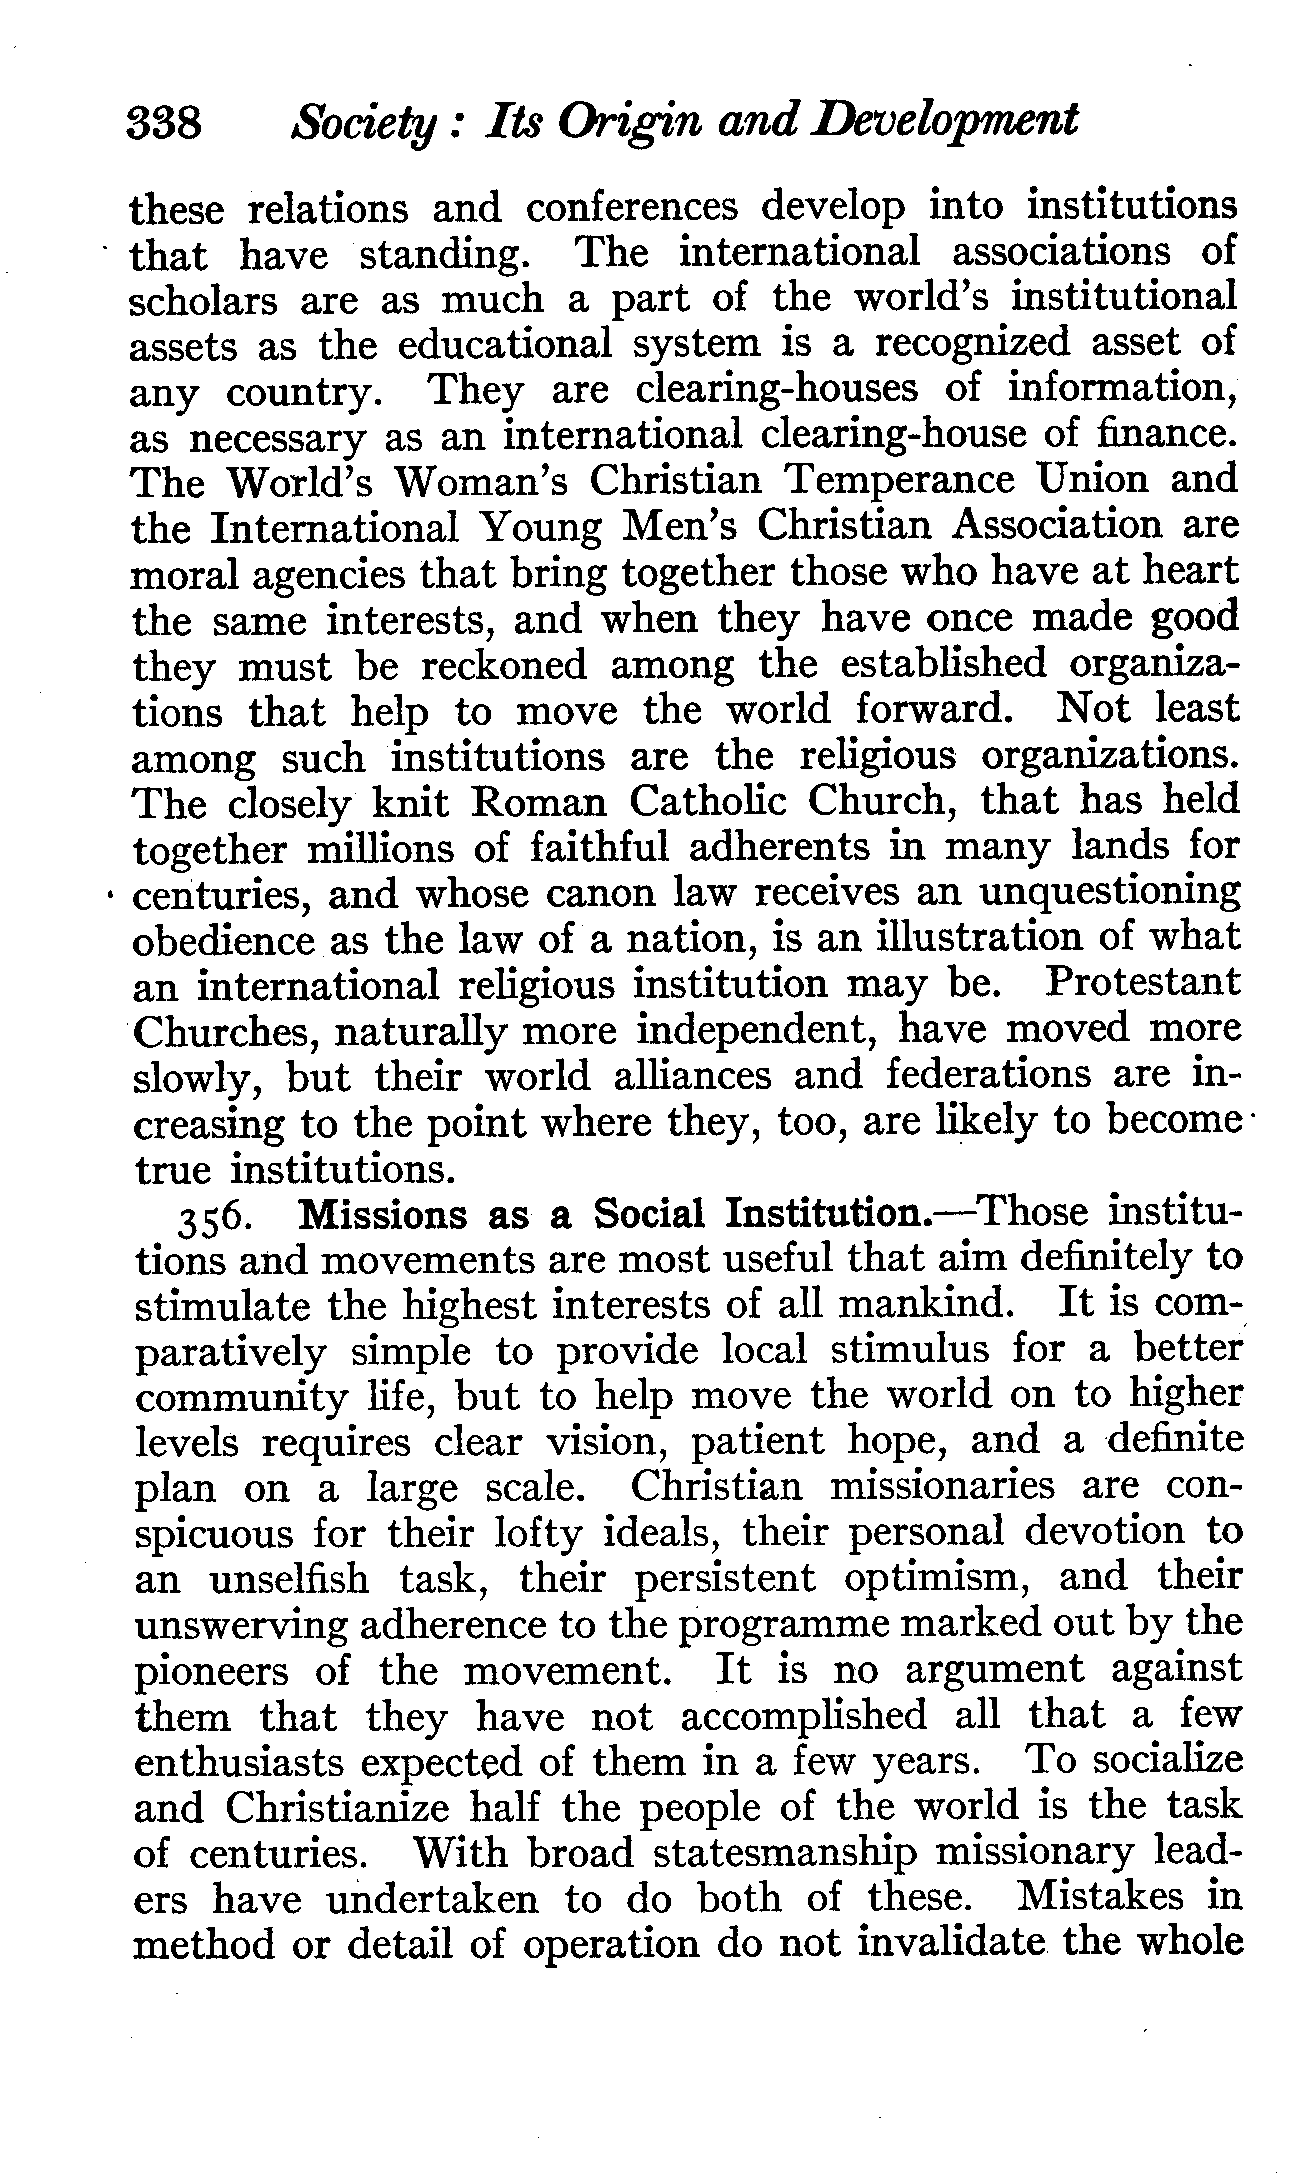 338 Society : Its Origin and Development
these relations and conferences develop into institutions
that have standing. The international associations of
scholars are as much a part of the world's institutional
assets as the educational system is a recognized asset of
any country. They are clearing-houses of information,
as necessary as an international clearing-house of finance.
The World's Woman's Christian Temperance Union and
the International Young Men's Christian Association are
moral agencies that bring together those who have at heart
the same interests, and when they have once made good
they must be reckoned among the established organiza-
tions that help to move the world forward. Not least
among such institutions are the religious organizations.
The closely knit Roman Catholic Church, that has held
together millions of faithful adherents in many lands for
centuries, and whose canon law receives an unquestioning
obedience as the law of a nation, is an illustration of what
an international religious institution may be. Protestant
Churches, naturally more independent, have moved more
slowly, but their world alliances and federations are in-
creasing to the point where they, too, are likely to become
true institutions.
356. Missions as a Social Institution.—Those institu-
tions and movements are most useful that aim definitely to
stimulate the highest interests of all mankind. It is com-
paratively simple to provide local stimulus for a better
community life, but to help move the world on to higher
levels requires clear vision, patient hope, and a definite
plan on a large scale. Christian missionaries are con-
spicuous for their lofty ideals, their personal devotion to
an unselfish task, their persistent optimism, and their
unswerving adherence to the programme marked out by the
pioneers of the movement. It is no argument against
them that they have not accomplished all that a few
enthusiasts expected of them in a few years. To socialize
and Christianize half the people of the world is the task
of centuries. With broad statesmanship missionary lead-
ers have undertaken to do both of these. Mistakes in
method or detail of operation do not invalidate the whole